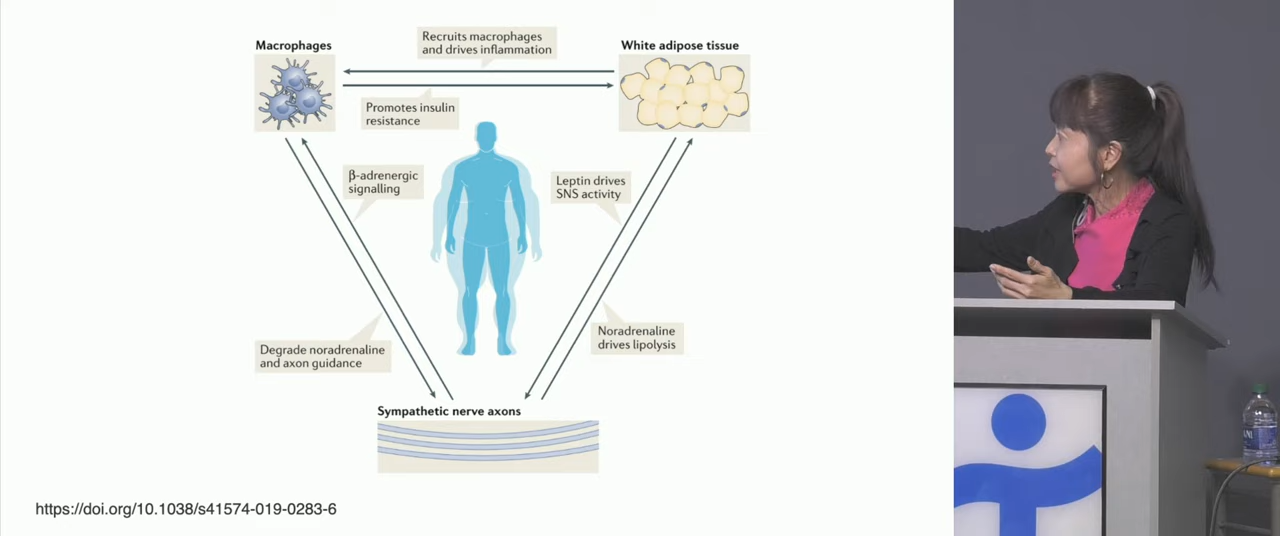 Macrophages
Recruits macrophages
and drives inflammation
White adipose tissue
Promotes insulin
resistance
β-adrenergic
signalling
Leptin drives
SNS activity
Noradrenaline
drives lipolysis
Degrade noradrenaline
and axon guidance
Sympathetic nerve axons
https://doi.org/10.1038/s41574-019-0283-6